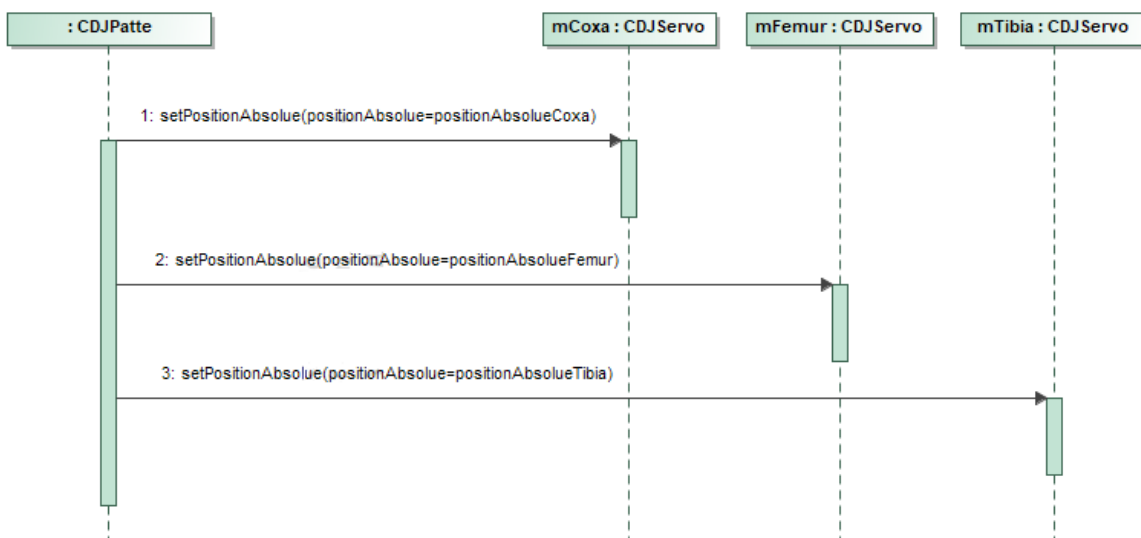 : CDJPatte
mCoxa : CDJServo
mFemur : CDJServo
mTibia : CDJServo
1: setPositionAbsolue(positionAbsolue=positionAbsolueCoxa)
2: setPositionAbsolue(positionAbsolue=positionAbsolueFemur)
3: setPositionAbsolue(positionAbsolue=positionAbsolueTibia)